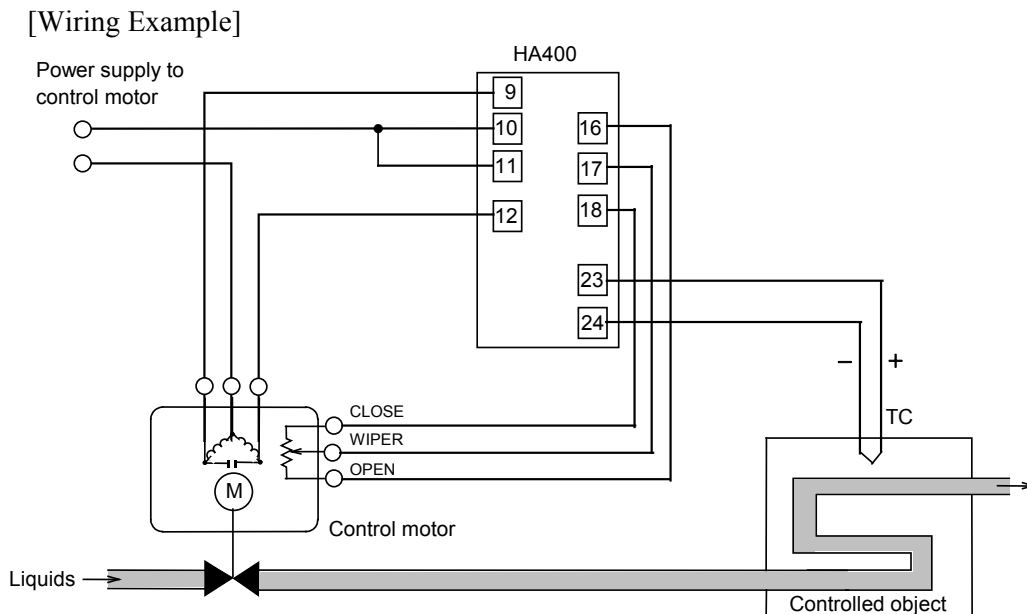 [Wiring Example]
HA400
Power supply to
control motor
9
10
11
12
16
17
18
23
24
− +
TC
CLOSE
WIPER
OPEN
M
Control motor
Liquids
Controlled object